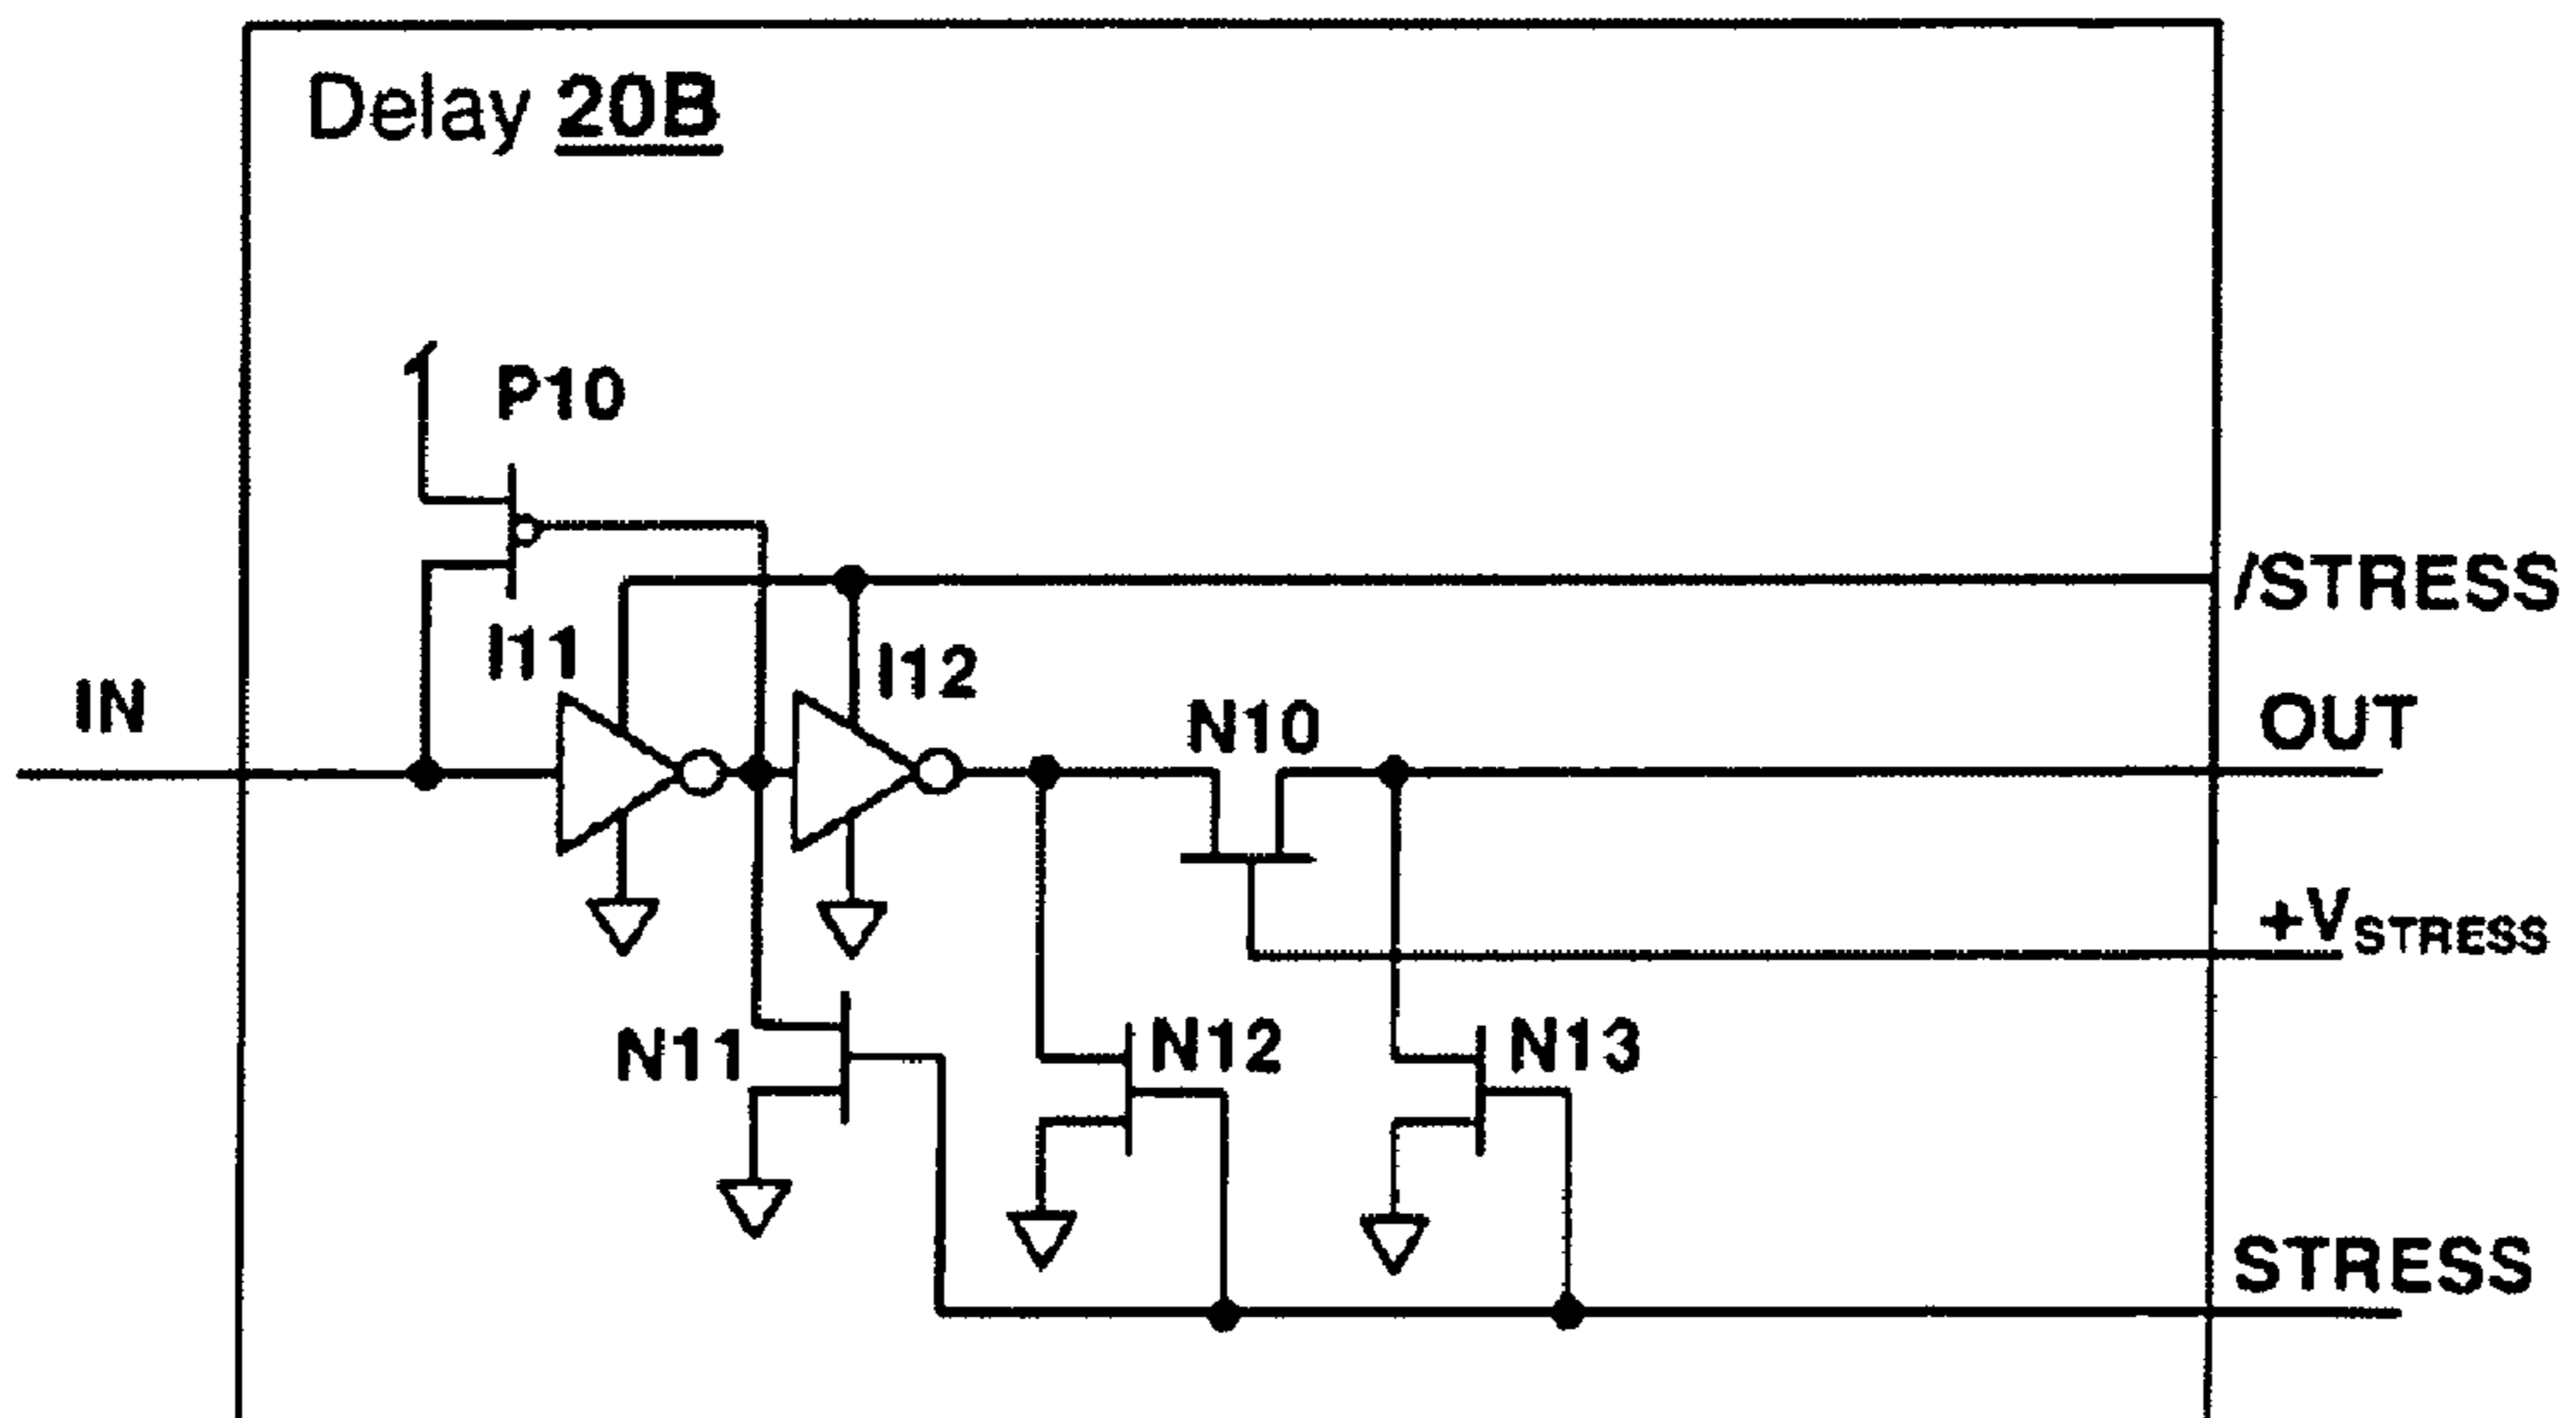 Delay 20B
P10
/STRESS
I11
I12
IN
N10
OUT
+VSTRESS
N11
N12
N13
STRESS